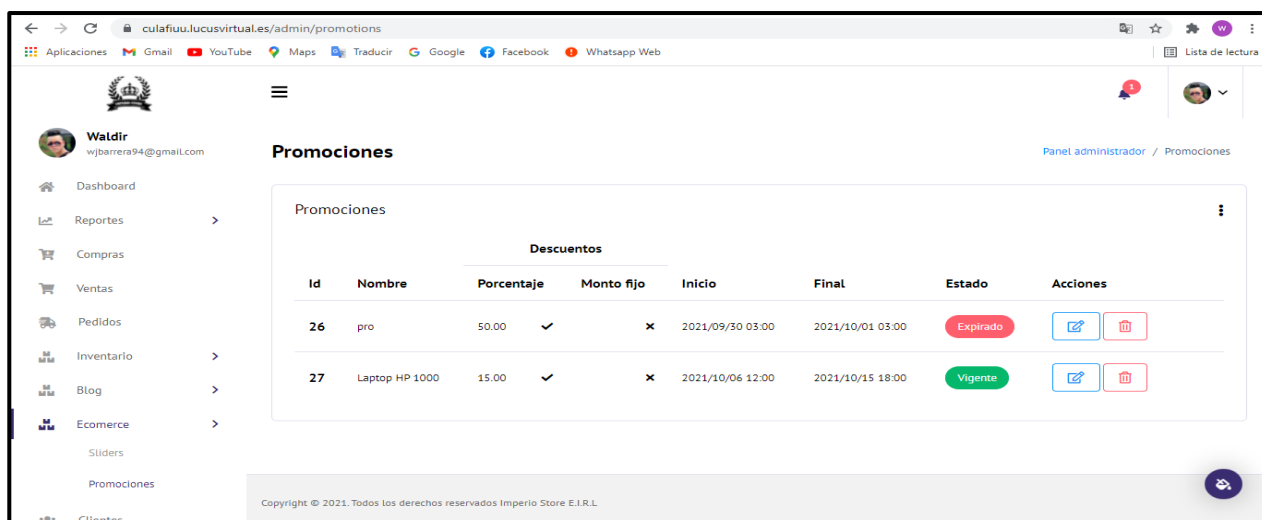 culafiuu.lucusvirtual.es/admin/promotions
W
Aplicaciones Gmail YouTube Maps Traducir Google Facebook Whatsapp Web Lista de lectura
1
Waldir
wjbarrera94@gmail.com
Promociones
Panel administrador / Promociones
Dashboard
Reportes
Compras
Ventas
Pedidos
Inventario
Blog
Ecomerce
Sliders
Promociones
Clientes
Promociones
Descuentos
Id Nombre Porcentaje Monto fijo Inicio Final Estado Acciones
26 pro 50.00 2021/09/30 03:00 2021/10/01 03:00 Expirado
27 Laptop HP 1000 15.00 2021/10/06 12:00 2021/10/15 18:00 Vigente
Copyright © 2021. Todos los derechos reservados Imperio Store E.I.R.L